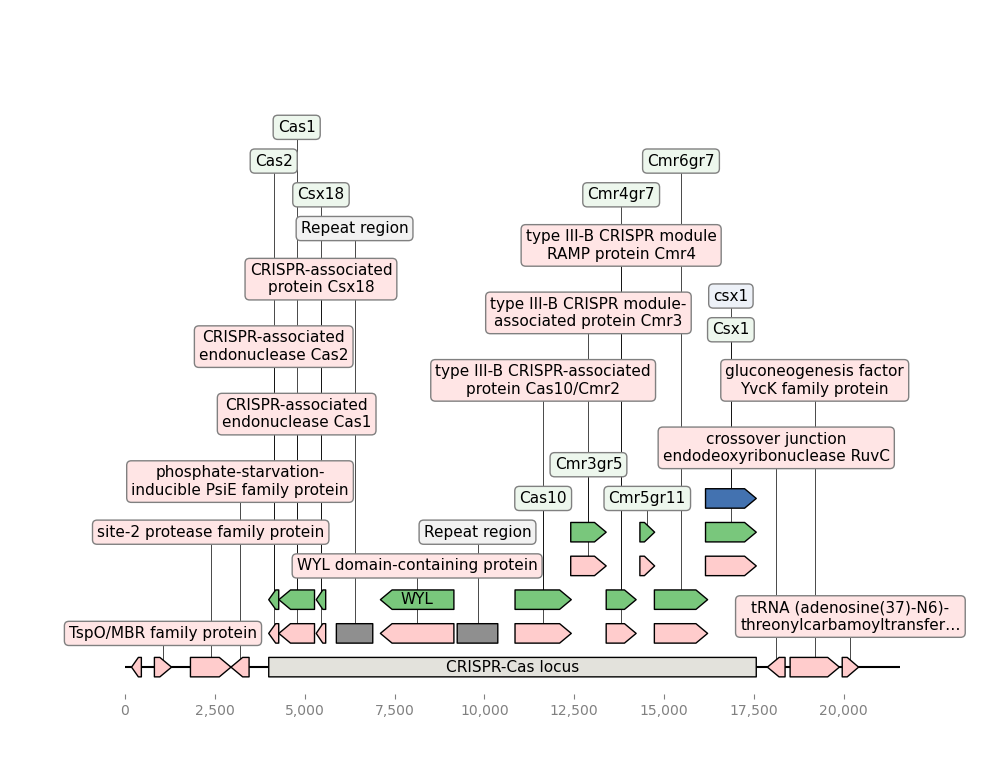 Cas1
Cas2
Cmr6gr7
Csx18
Cmr4gr7
Repeat region
type III-B CRISPR module
RAMP protein Cmr4
CRISPR-associated
protein Csx18
csx1
type III-B CRISPR module-
associated protein Cmr3
Csx1
CRISPR-associated
endonuclease Cas2
type III-B CRISPR-associated
protein Cas10/Cmr2
gluconeogenesis factor
YvcK family protein
CRISPR-associated
endonuclease Cas1
crossover junction
endodeoxyribonuclease RuvC
Cmr3gr5
phosphate-starvation-
inducible PsiE family protein
Cas10
Cmr5gr11
site-2 protease family protein
Repeat region
WYL domain-containing protein
WYL
tRNA (adenosine(37)-N6)-
threonylcarbamoyltransfer…
TspO/MBR family protein
CRISPR-Cas locus
0
2,500
5,000
7,500
10,000
12,500
15,000
17,500
20,000